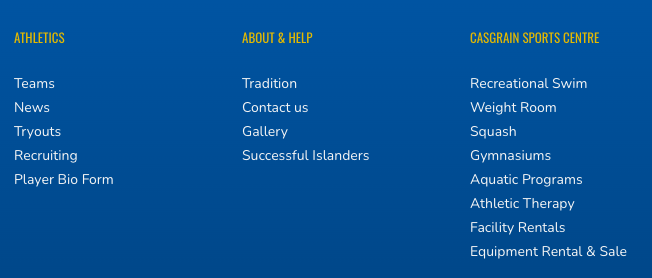 ATHLETICS
Teams
News
Tryouts
Recruiting
Player Bio Form
ABOUT & HELP
Tradition
Contact us
Gallery
Successful Islanders
CASGRAIN SPORTS CENTRE
Recreational Swim
Weight Room
Squash
Gymnasiums
Aquatic Programs
Athletic Therapy
Facility Rentals
Equipment Rental & Sale